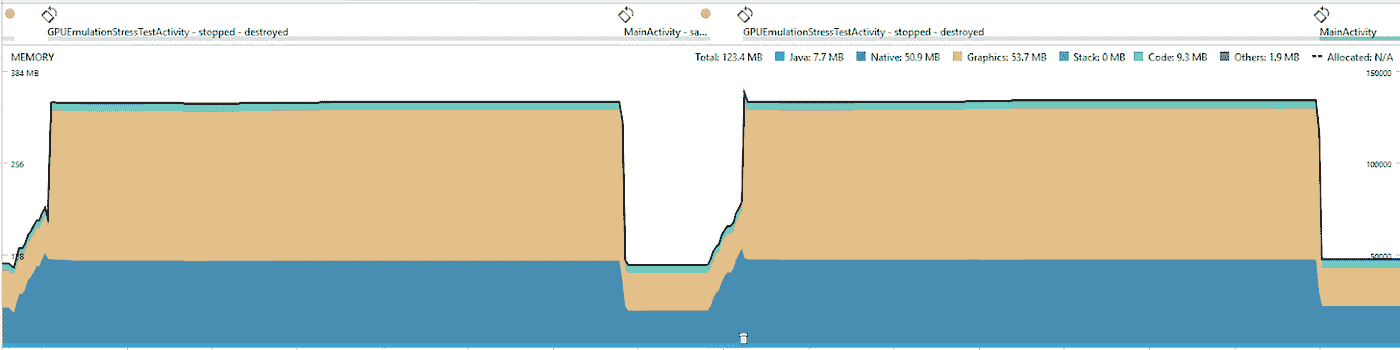 GPUEmulationStressTestActivity - stopped - destroyed
MainActivity - sa...
GPUEmulationStressTestActivity - stopped - destroyed
MainActivity
MEMORY
Total: 123.4 MB Java: 7.7 MB Native: 50.9 MB Graphics: 53.7 MB Stack: 0 MB Code: 9.3 MB Others: 1.9 MB Allocated: N/A
384 MB
150000
256
100000
128
50000